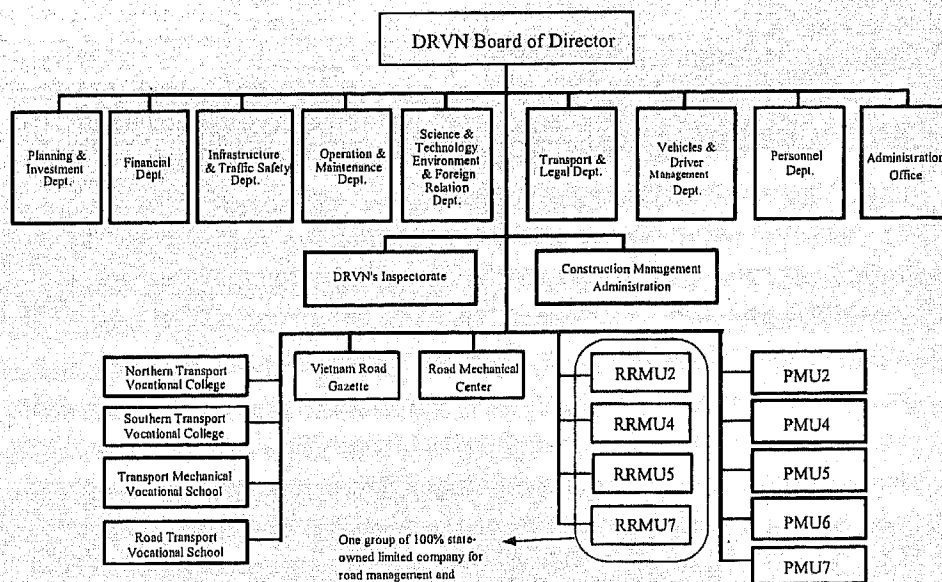 DRVN Board of Director
Planning &
Investment
Dept.
Financial
Dept.
Infrastructure
& Traffic Safety
Dept.
Operation &
Maintenance
Dept.
Science &
Technology
Environment
& Foreign
Relation
Dept.
Transport &
Legal Dept.
Vehicles &
Driver
Management
Dept.
Personnel
Dept.
Administration
Office
DRVN's Inspectorate
Construction Management
Administration
Northern Transport
Vocational College
Southern Transport
Vocational College
Transport Mechanical
Vocational School
Road Transport
Vocational School
Vietnam Road
Gazette
Road Mechanical
Center
RRMU2
RRMU4
RRMU5
RRMU7
PMU2
PMU4
PMU5
PMU6
PMU7
One group of 100% state-
owned limited company for
road management and